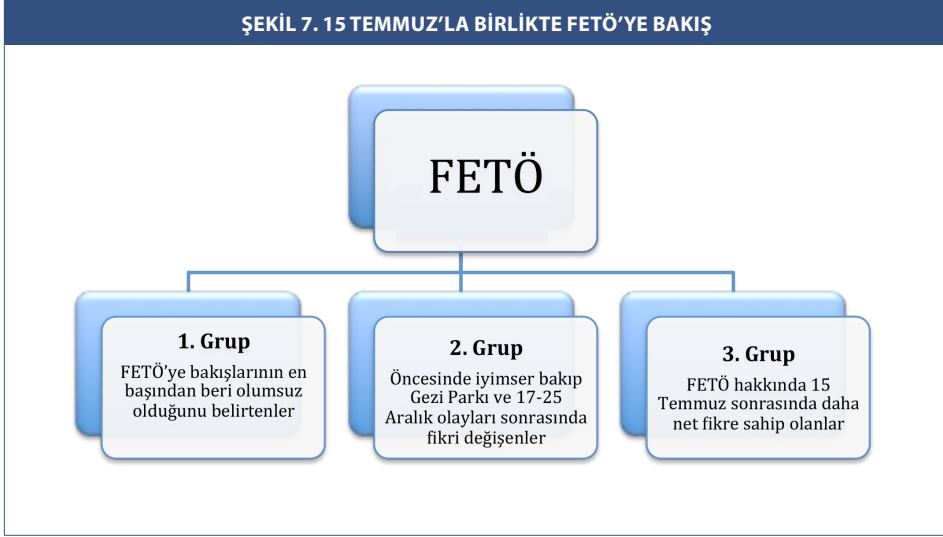 ŞEKİL 7. 15 TEMMUZ’LA BİRLİKTE FETÖ’YE BAKIŞ
FETÖ
1. Grup
FETÖ’ye bakışlarının en
başından beri olumsuz
olduğunu belirtenler
2. Grup
Öncesinde iyimser bakıp
Gezi Parkı ve 17-25
Aralık olayları sonrasında
fikri değişenler
3. Grup
FETÖ hakkında 15
Temmuz sonrasında daha
net fikre sahip olanlar